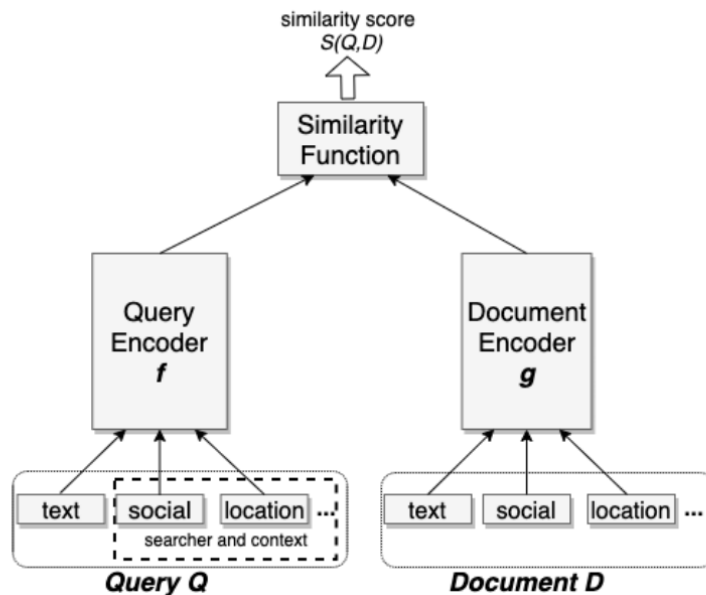 similarity score
S(Q,D)
Similarity
Function
Query
Encoder
f
Document
Encoder
g
text
social
location
...
searcher and context
Query Q
text
social
location
...
Document D